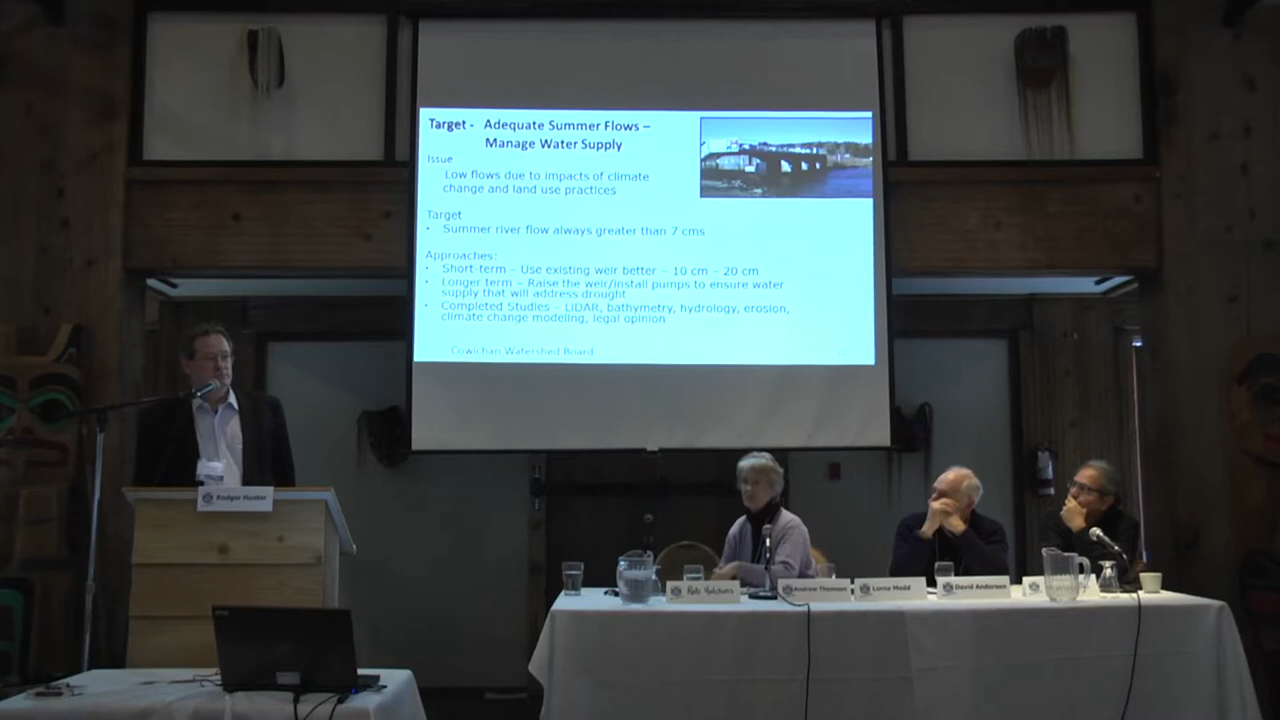 Target - Adequate Summer Flows –
Manage Water Supply
Issue
Low flows due to impacts of climate
change and land use practices
Target
• Summer river flow always greater than 7 cms
Approaches:
• Short-term – Use existing weir better – 10 cm – 20 cm
• Longer term – Raise the weir/install pumps to ensure water
supply that will address drought
• Completed Studies – LIDAR, bathymetry, hydrology, erosion,
climate change modeling, legal opinion
Cowichan Watershed Board
Rodger Hunter
Rob
Andrew Thomson
Lorna Medd
David Anderson